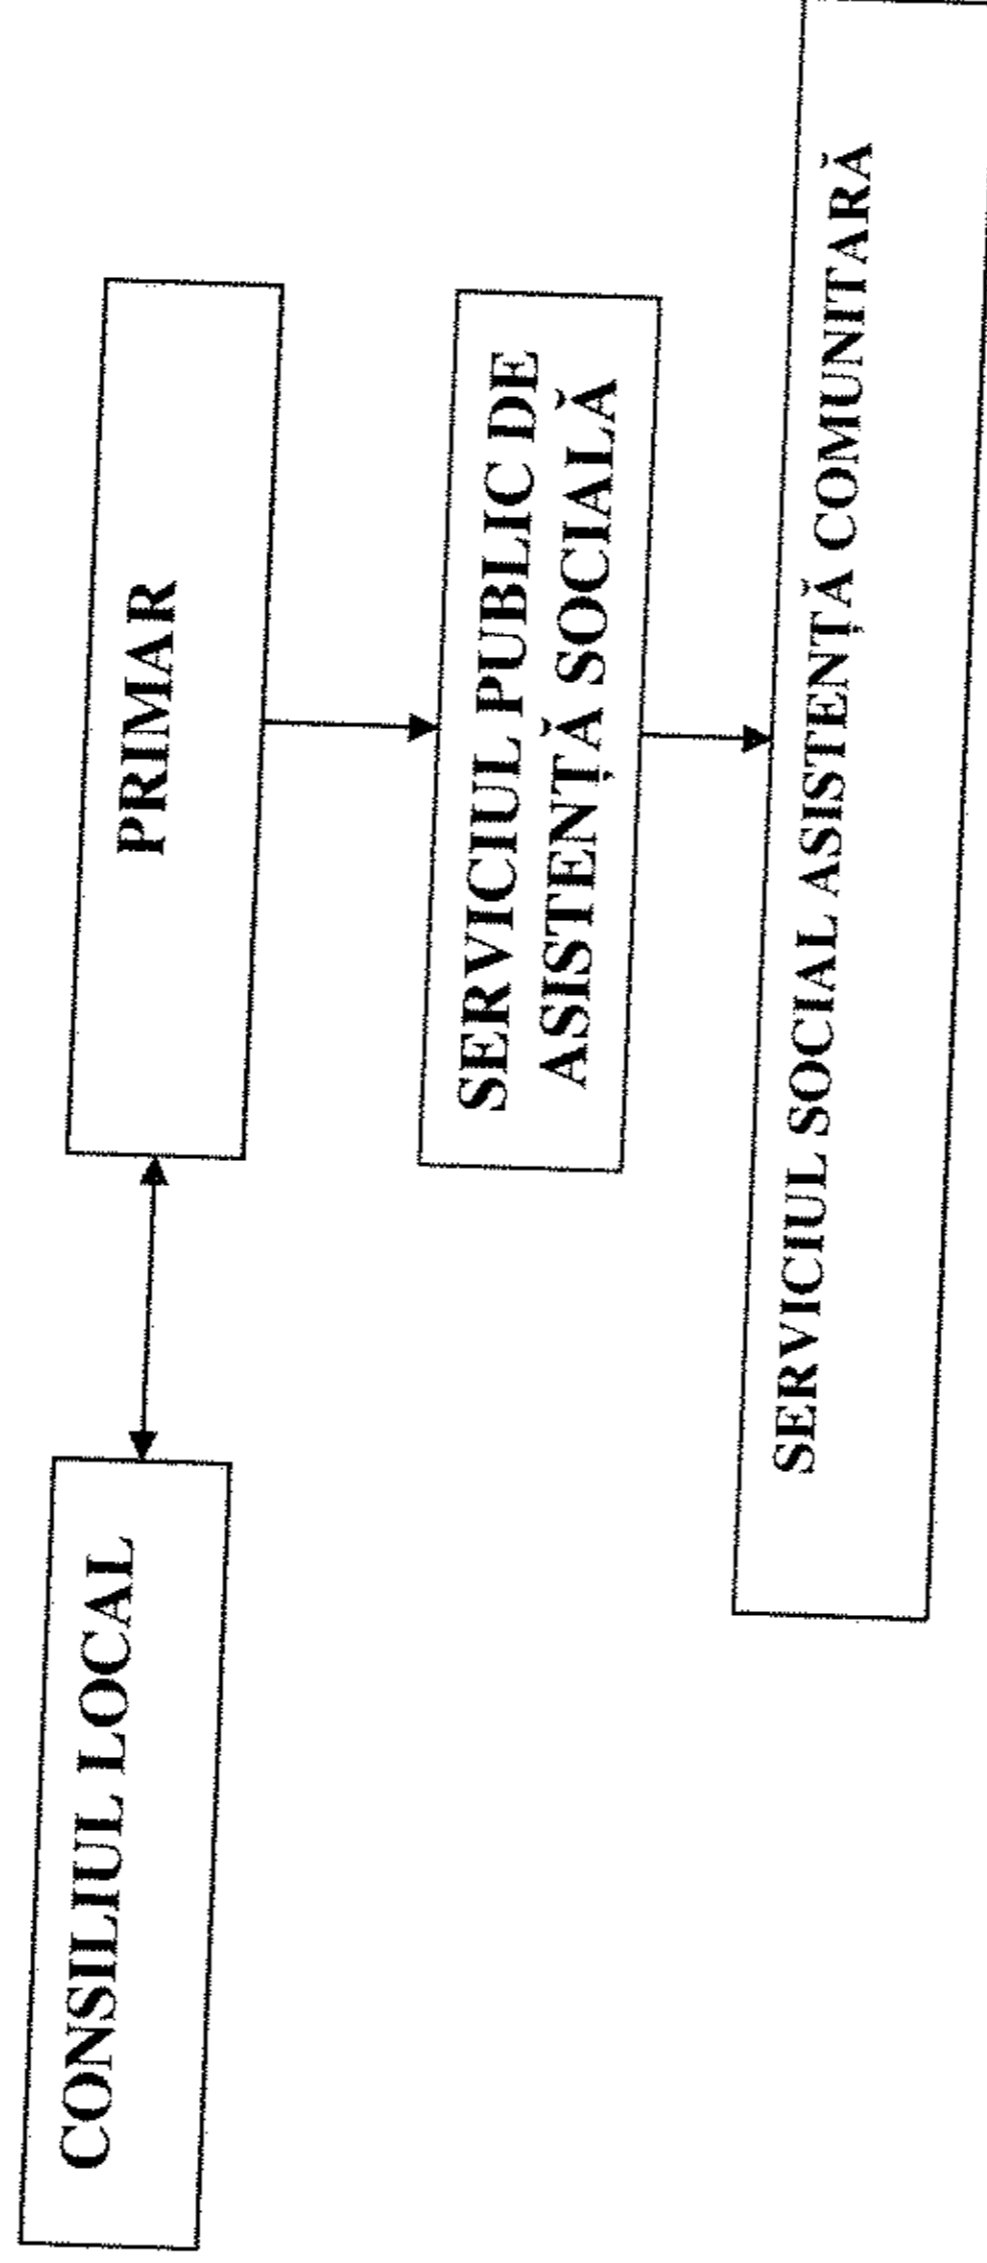 CONSILIUL LOCAL
PRIMAR
SERVICIUL PUBLIC DE
ASISTENȚĂ SOCIALĂ
SERVICIUL SOCIAL ASISTENȚĂ COMUNITARĂ